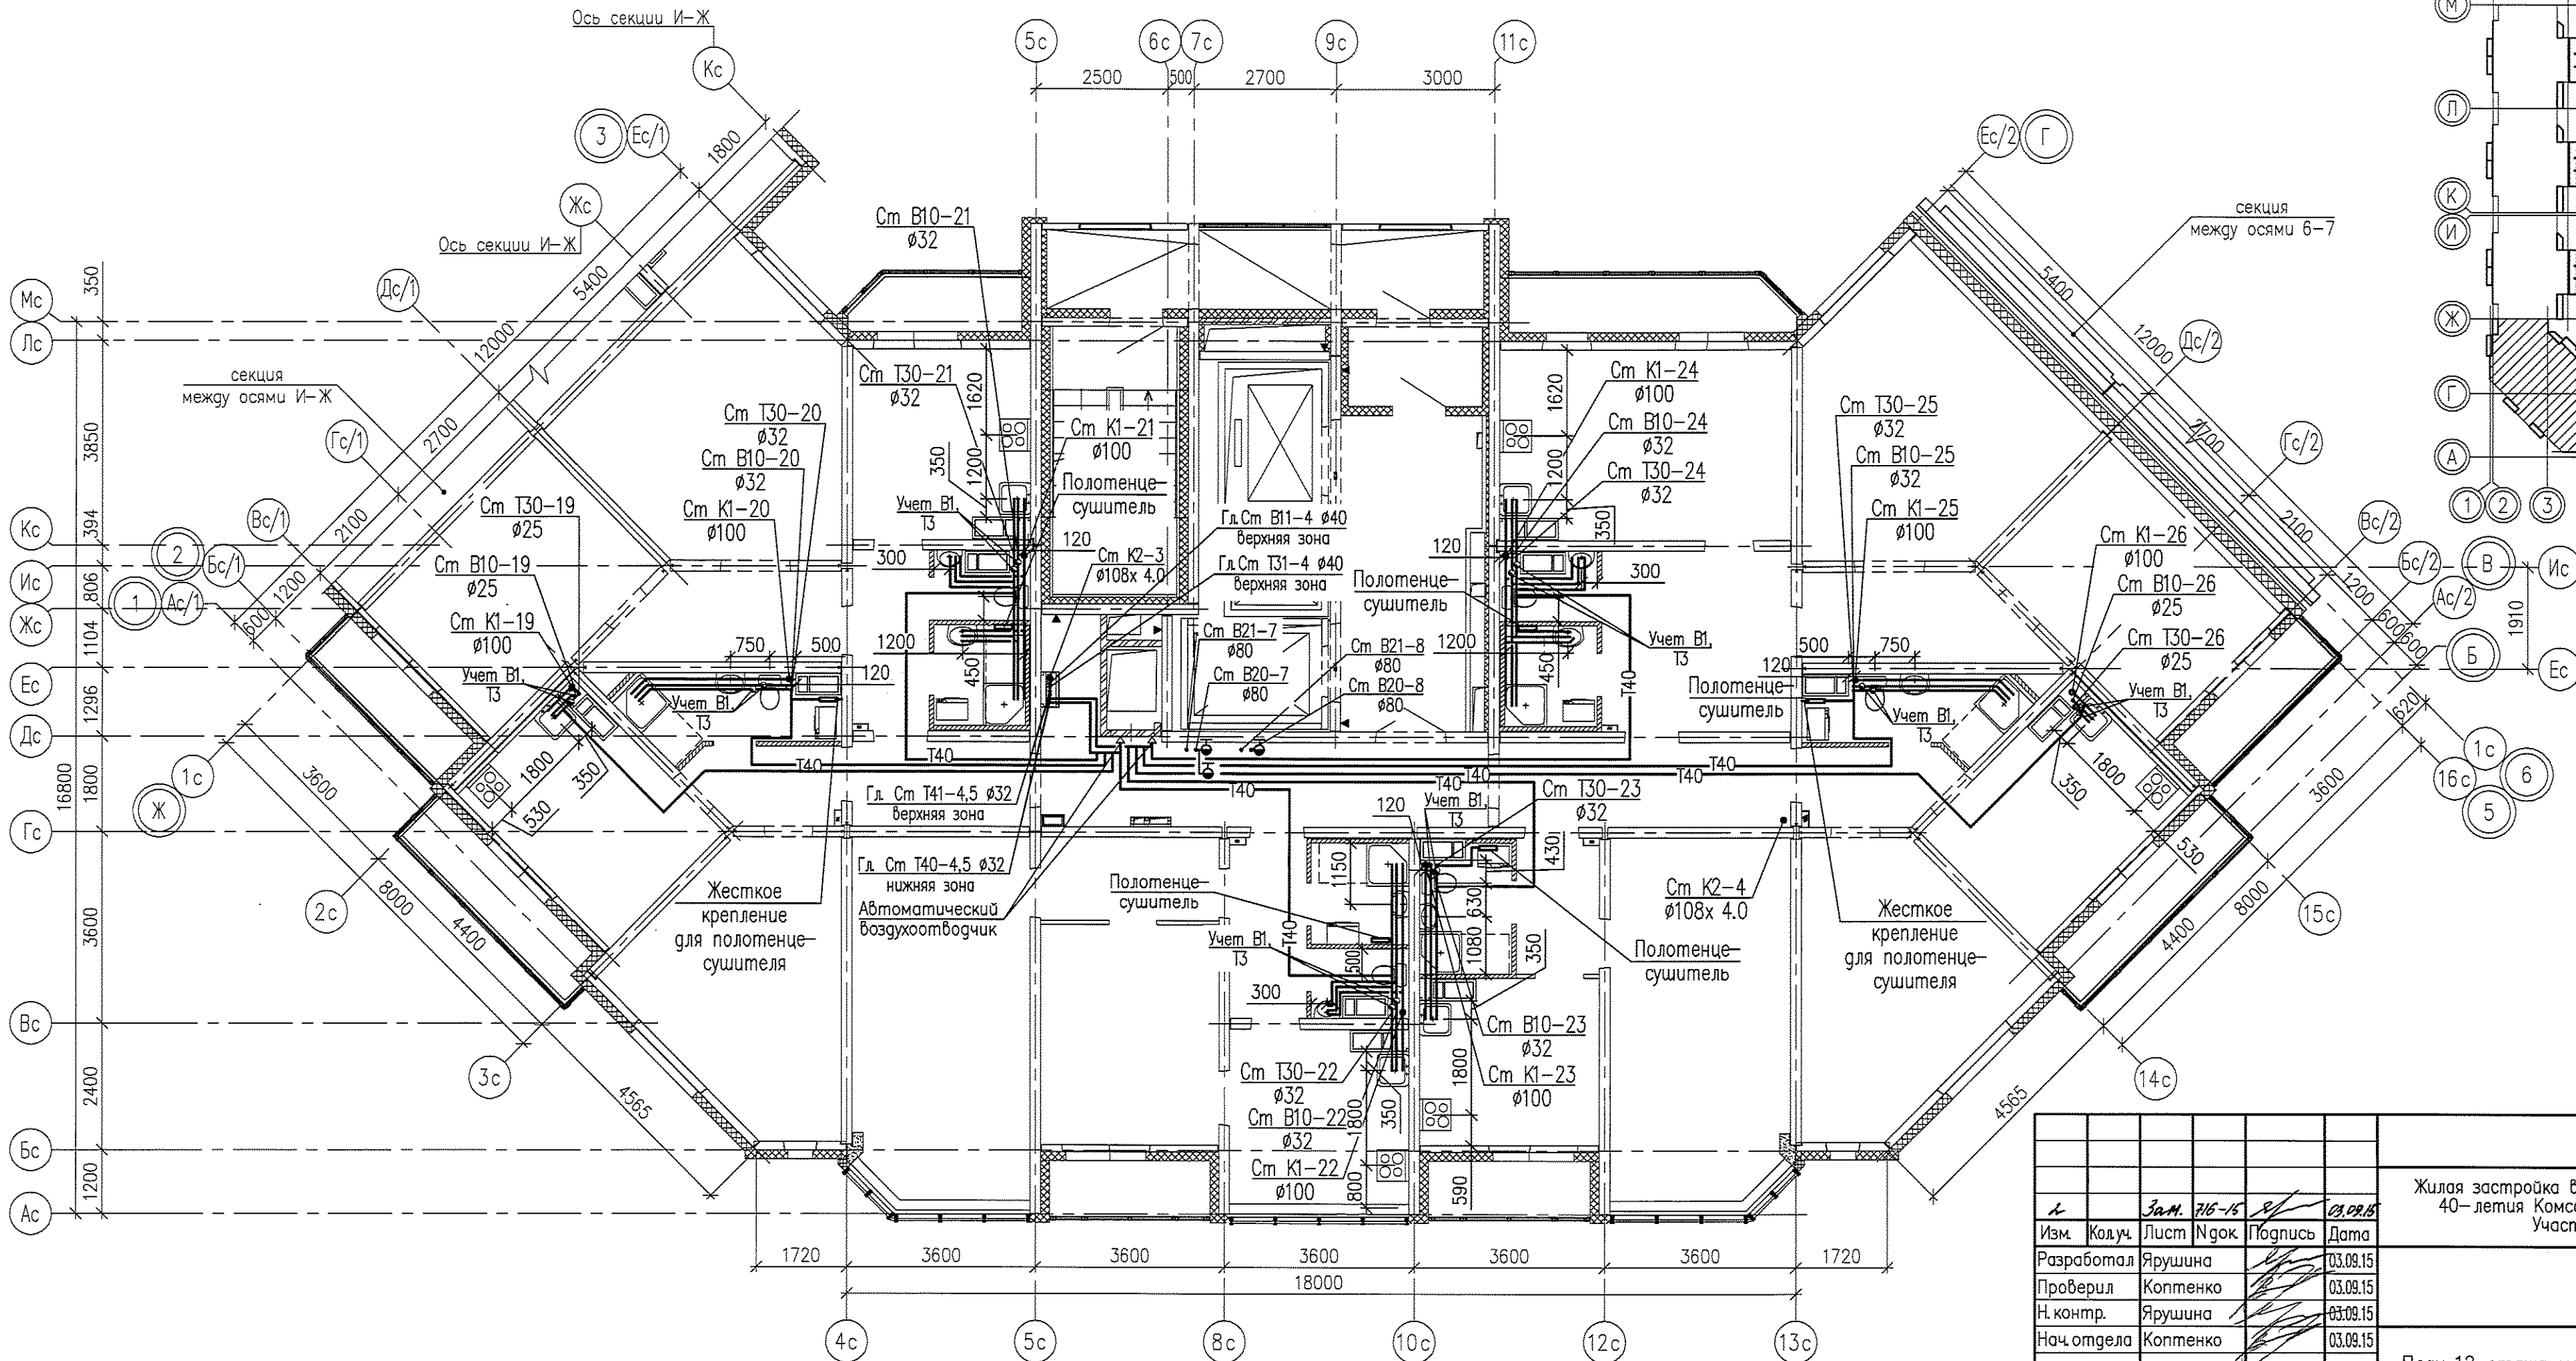 Ось секции И-Ж
Кс
3
Ес/1
1800
Жс
Ось секции И-Ж
5400
12000
Дс/1
секция
между осями И-Ж
2700
Гс/1
2100
Вс/1
2
Бс/1
1200
1
Ас/1
600
5с
6с
7с
9с
11с
2500
500
2700
3000
Ес/2
Г
секция
между осями 6-7
5400
12000
Дс/2
2700
Гс/2
2100
Вс/2
1200
Бс/2
В
Ис
600
Ас/2
600
Б
1910
Ес
620
М
Л
К
И
Ж
Г
А
1
2
3
350
Мс
Лс
3850
Кс
394
Ис
806
Жс
1104
Ес
1296
Дс
16800
1800
Гс
3600
Вс
2400
Бс
1200
Ас
Ст В10-21
ø32
Ст Т30-21
ø32
1620
350
1200
Ст К1-21
ø100
Полотенце-
сушитель
Учет В1,
Т3
300
120
1200
450
Ст Т30-20
ø32
Ст В10-20
ø32
Ст К1-20
ø100
Ст Т30-19
ø25
Ст В10-19
ø25
Ст К1-19
ø100
Учет В1,
Т3
750
500
120
Учет В1,
Т3
1800
350
530
Гл. Ст В11-4 ø40
верхняя зона
Ст К2-3
ø108х 4.0
Гл. Ст Т31-4 ø40
верхняя зона
Ст В21-7
ø80
Ст В20-7
ø80
Ст В21-8
ø80
Ст В20-8
ø80
Полотенце-
сушитель
1620
Ст К1-24
ø100
Ст В10-24
ø32
1200
Ст Т30-24
ø32
350
120
300
1200
450
Учет В1,
Т3
Т40
Полотенце-
сушитель
Ст Т30-25
ø32
Ст В10-25
ø32
Ст К1-25
ø100
500
750
120
Учет В1,
Т3
Ст К1-26
ø100
Ст В10-26
ø25
Ст Т30-26
ø25
Учет В1,
Т3
1800
350
530
Т40
Т40
Т40
Т40
Т40
Т40
Т40
Т40
Т40
Гл. Ст Т41-4,5 ø32
верхняя зона
Гл. Ст Т40-4,5 ø32
нижняя зона
Автоматический
воздухоотводчик
Жесткое
крепление
для полотенце-
сушителя
Полотенце-
сушитель
Учет В1,
Т3
Т40
1150
500
300
Ст Т30-22
ø32
Ст В10-22
ø32
Ст К1-22
ø100
350
1800
800
120
Учет В1,
Т3
Ст Т30-23
ø32
430
630
1080
350
Полотенце-
сушитель
Ст В10-23
ø32
Ст К1-23
ø100
1800
590
Ст К2-4
ø108х 4.0
Жесткое
крепление
для полотенце-
сушителя
Ж
1с
2с
3с
3600
8000
4400
4565
1с
6
16с
5
15с
14с
3600
8000
4400
4565
1720
3600
3600
3600
3600
3600
1720
18000
4с
5с
8с
10с
12с
13с
2 Зам. 716-15 03.09.15
Изм. Кол.уч. Лист Nдок. Подпись Дата
Разработал Ярушина 03.09.15
Проверил Коптенко 03.09.15
Н. контр. Ярушина 03.09.15
Нач. отдела Коптенко 03.09.15
Жилая застройка в
40-летия Комсо
Участ